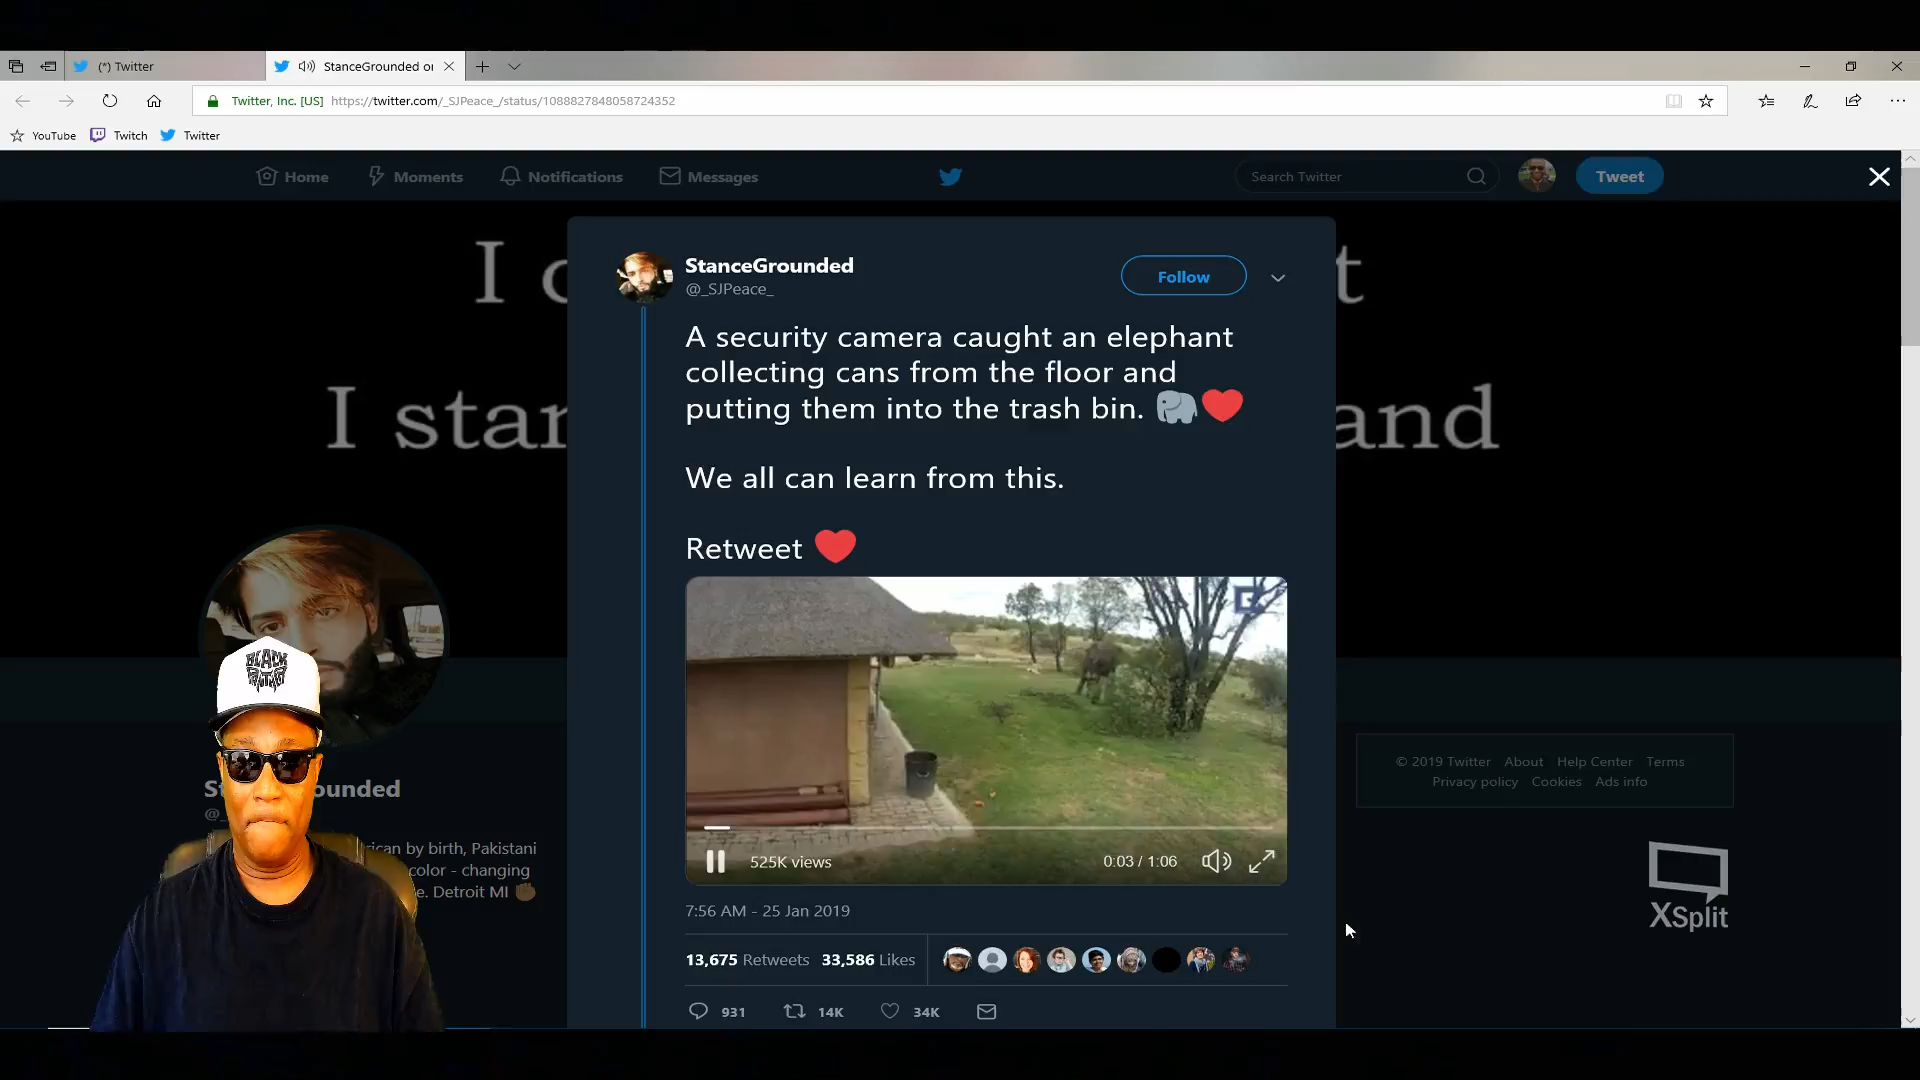 (*) Twitter
StanceGrounded or
Twitter, Inc. [US] https://twitter.com/_SJPeace_/status/1088827848058724352
YouTube Twitch Twitter
Home Moments Notifications Messages
Search Twitter
Tweet
StanceGrounded
@_SJPeace_
Follow
A security camera caught an elephant
collecting cans from the floor and
putting them into the trash bin. 🐘❤️
We all can learn from this.
Retweet ❤️
525K views
0:03 / 1:06
7:56 AM - 25 Jan 2019
13,675 Retweets 33,586 Likes
931 14K 34K
I
I and
ounded
by birth, Pakistani
color - changing
Detroit MI
BLACK
© 2019 Twitter About Help Center Terms
Privacy policy Cookies Ads info
XSplit